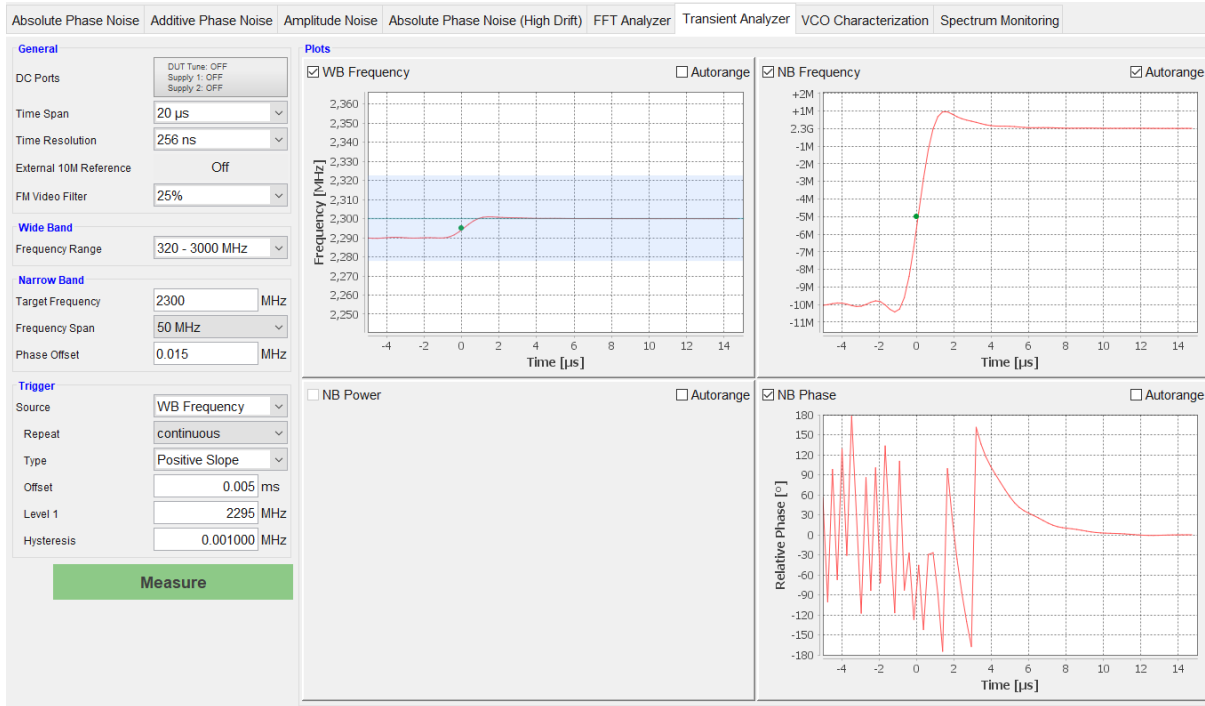 Absolute Phase Noise Additive Phase Noise Amplitude Noise Absolute Phase Noise (High Drift) FFT Analyzer Transient Analyzer VCO Characterization Spectrum Monitoring
General
DC Ports
DUT Tune: OFF
Supply 1: OFF
Supply 2: OFF
Time Span 20 µs
Time Resolution 256 ns
External 10M Reference Off
FM Video Filter 25%
Wide Band
Frequency Range 320 - 3000 MHz
Narrow Band
Target Frequency 2300 MHz
Frequency Span 50 MHz
Phase Offset 0.015 MHz
Trigger
Source WB Frequency
Repeat continuous
Type Positive Slope
Offset 0.005 ms
Level 1 2295 MHz
Hysteresis 0.001000 MHz
Measure
Plots
WB Frequency Autorange
2,360
2,350
2,340
2,330
2,320
2,310
2,300
2,290
2,280
2,270
2,260
2,250
Frequency [MHz]
-4 -2 0 2 4 6 8 10 12 14
Time [µs]
NB Frequency Autorange
+2M
+1M
2.3G
-1M
-2M
-3M
-4M
-5M
-6M
-7M
-8M
-9M
-10M
-11M
-4 -2 0 2 4 6 8 10 12 14
Time [µs]
NB Power Autorange
NB Phase Autorange
180
150
120
90
60
30
0
-30
-60
-90
-120
-150
-180
Relative Phase [°]
-4 -2 0 2 4 6 8 10 12 14
Time [µs]